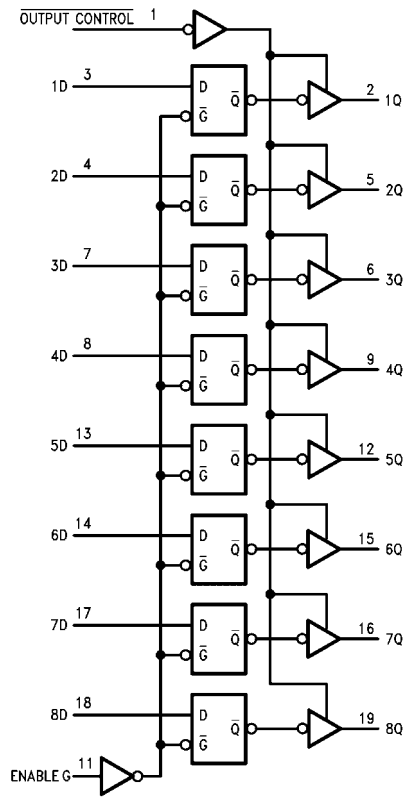 OUTPUT CONTROL 1
1D 3 D G̅ Q̅ 2 1Q
2D 4 D G̅ Q̅ 5 2Q
3D 7 D G̅ Q̅ 6 3Q
4D 8 D G̅ Q̅ 9 4Q
5D 13 D G̅ Q̅ 12 5Q
6D 14 D G̅ Q̅ 15 6Q
7D 17 D G̅ Q̅ 16 7Q
8D 18 D G̅ Q̅ 19 8Q
ENABLE G 11